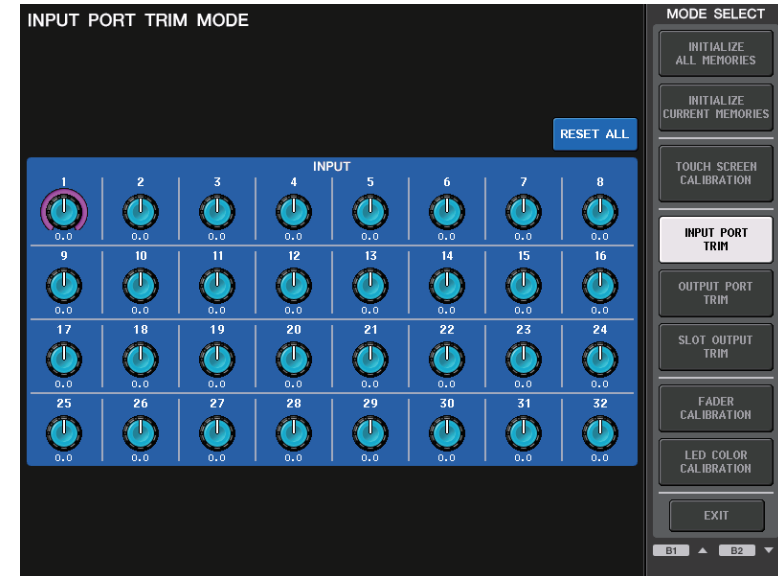 INPUT PORT TRIM MODE
RESET ALL
INPUT
1 2 3 4 5 6 7 8
0.0 0.0 0.0 0.0 0.0 0.0 0.0 0.0
9 10 11 12 13 14 15 16
0.0 0.0 0.0 0.0 0.0 0.0 0.0 0.0
17 18 19 20 21 22 23 24
0.0 0.0 0.0 0.0 0.0 0.0 0.0 0.0
25 26 27 28 29 30 31 32
0.0 0.0 0.0 0.0 0.0 0.0 0.0 0.0
MODE SELECT
INITIALIZE
ALL MEMORIES
INITIALIZE
CURRENT MEMORIES
TOUCH SCREEN
CALIBRATION
INPUT PORT
TRIM
OUTPUT PORT
TRIM
SLOT OUTPUT
TRIM
FADER
CALIBRATION
LED COLOR
CALIBRATION
EXIT
B1 ▲ B2 ▼